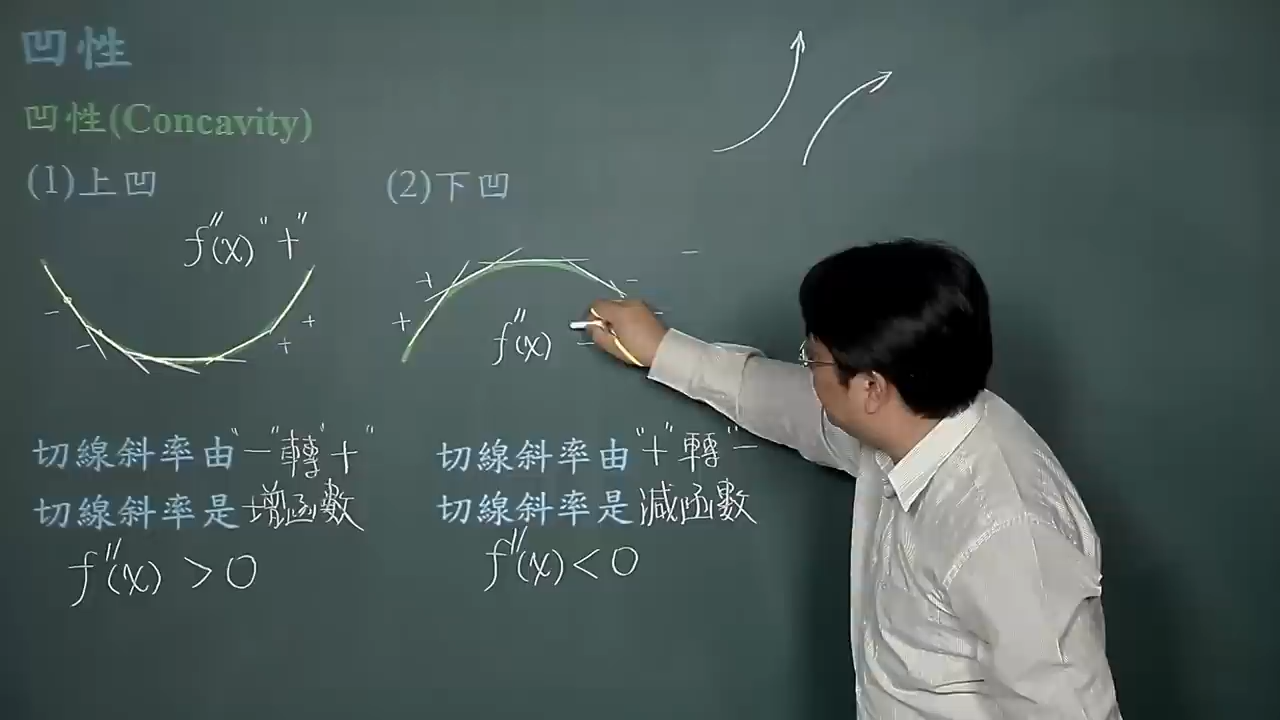 凹性
凹性(Concavity)
(1)上凹
(2)下凹
f''(x) "+"
- - + +
+ + - -
f''(x) -
切線斜率由"-"轉"+"
切線斜率是增函數
f''(x) > 0
切線斜率由"+"轉"-
切線斜率是減函數
f''(x) < 0